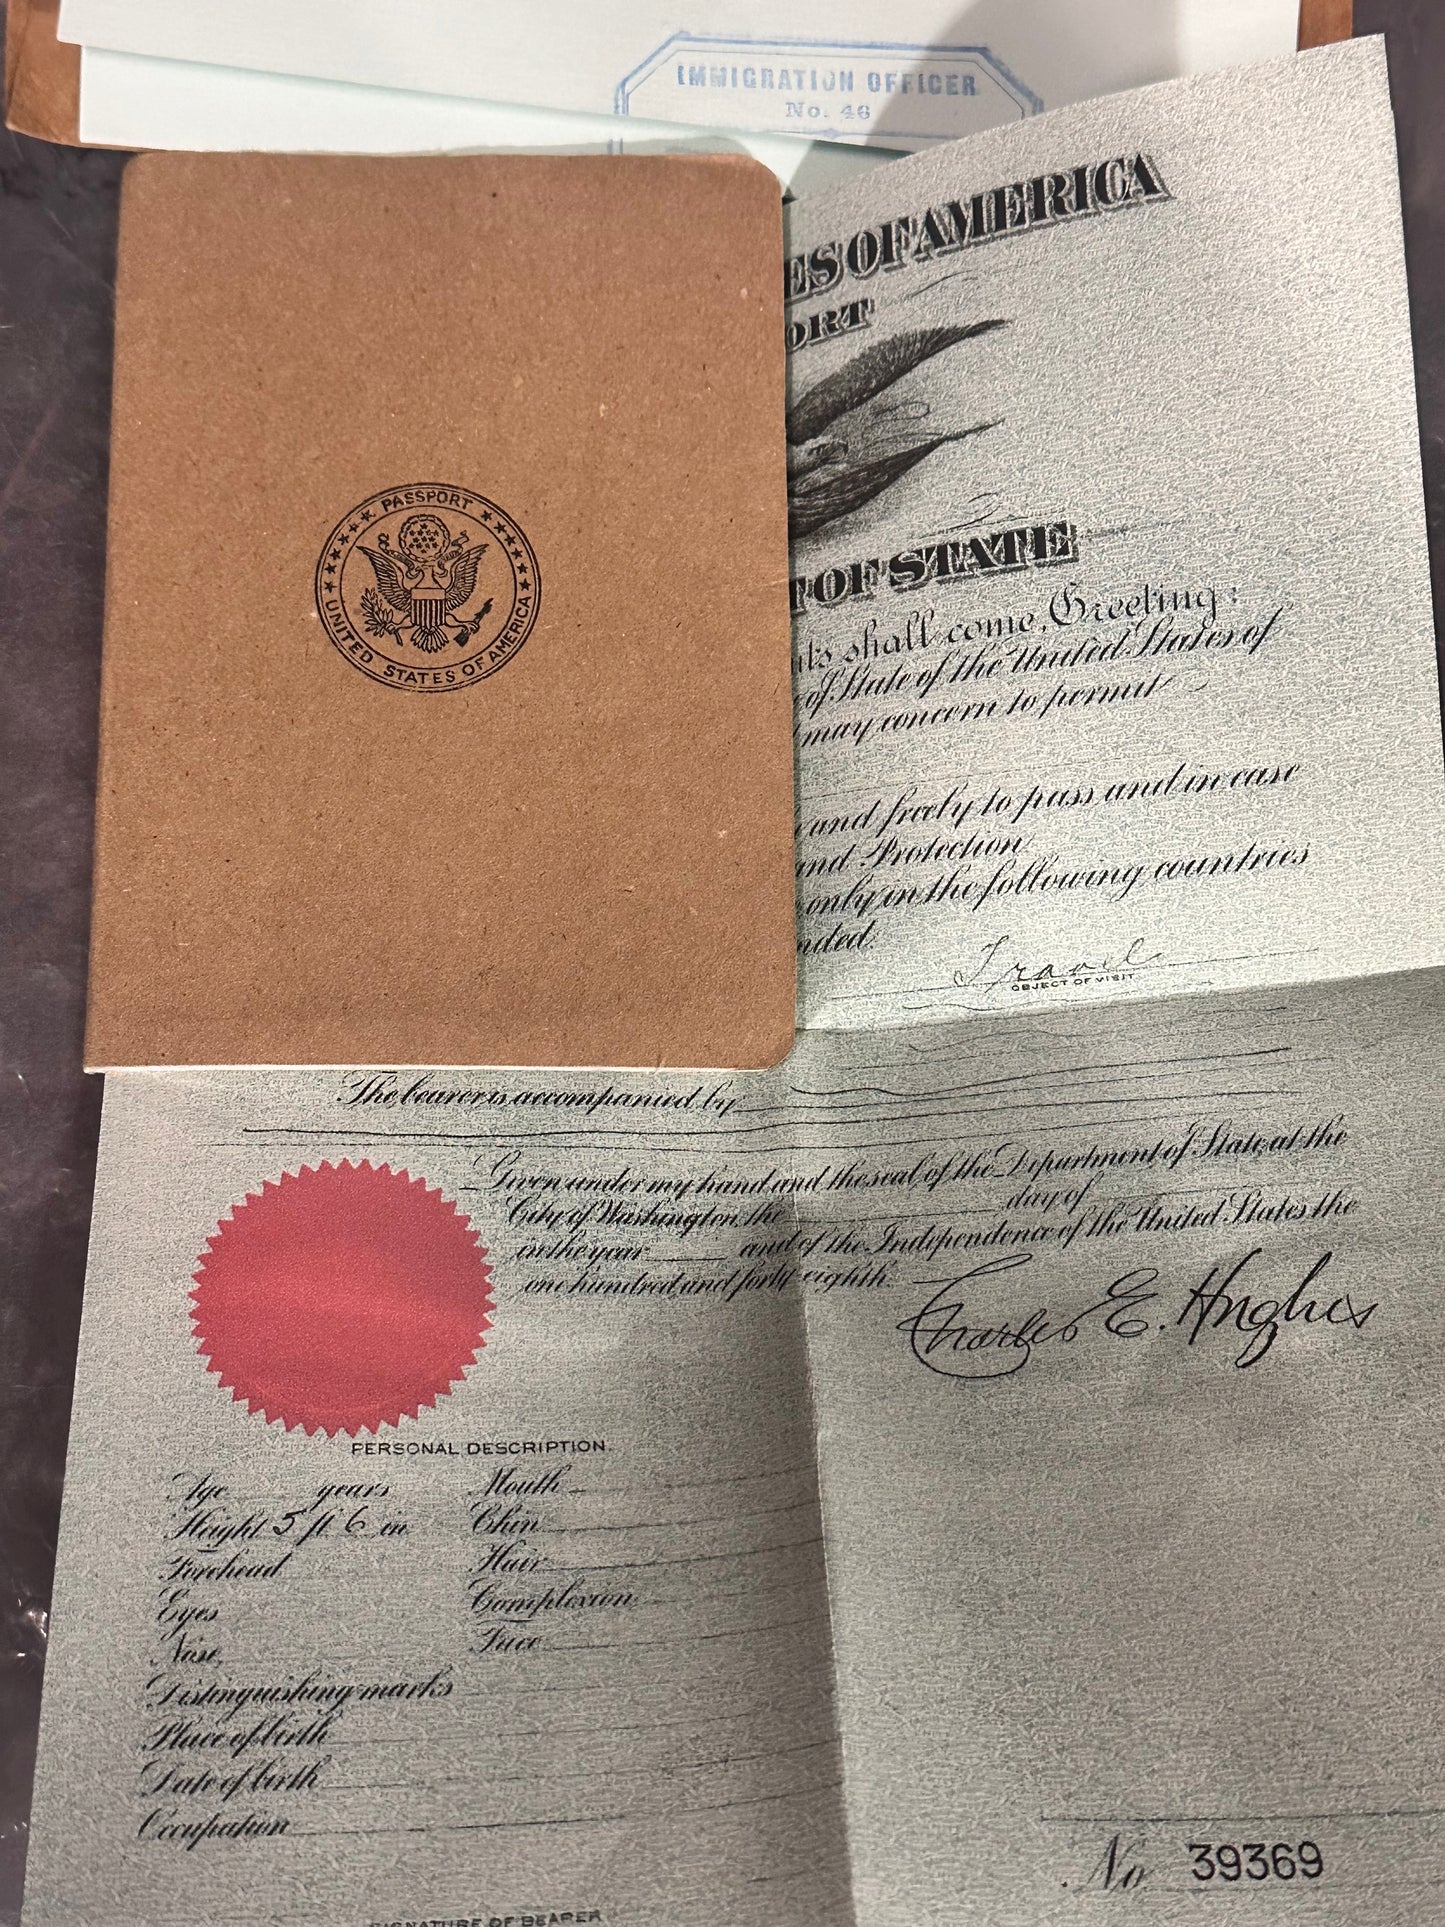 IMMIGRATION OFFICER
No. 46
ES OF AMERICA
ORT
PASSPORT
UNITED STATES OF AMERICA
T OF STATE
nts shall come, Greeting:
of State of the United States of
may concern to permit
and freely to pass and in case
and Protection
only in the following countries
nded:
Travel
OBJECT OF VISIT
The bearer is accompanied by:
Given under my hand and the seal of the Department of State, at the
City of Washington, the day of
in the year and of the Independence of the United States the
one hundred and forty-eighth.
Charles E. Hughes
PERSONAL DESCRIPTION
Age years Mouth
Height 5 ft 6 in Chin
Forehead Hair
Eyes Complexion
Nose, Face
Distinguishing marks
Place of birth
Date of birth
Occupation
No 39369
SIGNATURE OF BEARER